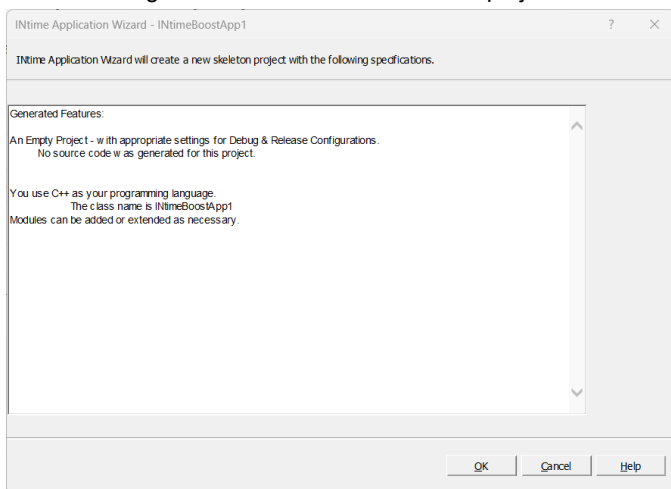 INtime Application Wizard - INtimeBoostApp1
? ×
INtime Application Wizard will create a new skeleton project with the following specifications.
Generated Features:
An Empty Project - with appropriate settings for Debug & Release Configurations.
No source code was generated for this project.
You use C++ as your programming language.
The class name is INtimeBoostApp1
Modules can be added or extended as necessary.
OK Cancel Help